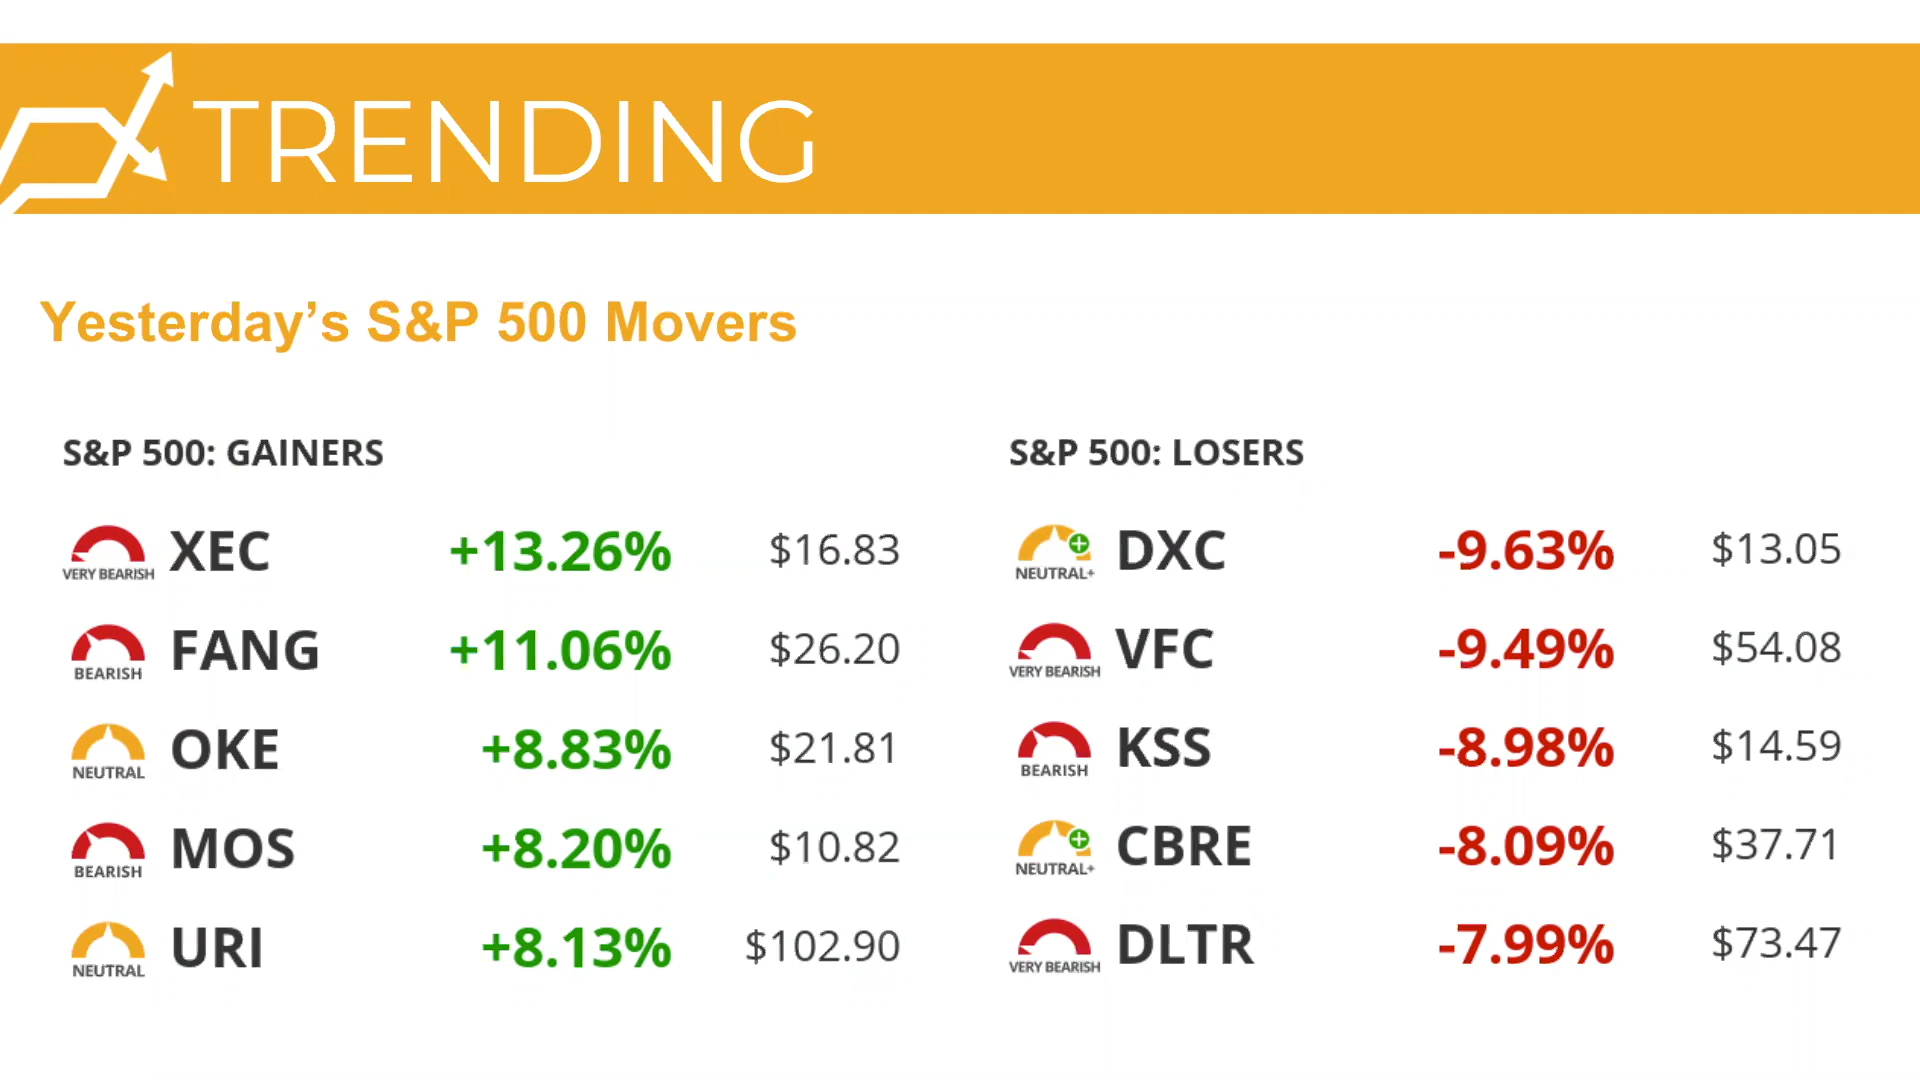 TRENDING
Yesterday’s S&P 500 Movers
S&P 500: GAINERS
VERY BEARISH XEC +13.26% $16.83
BEARISH FANG +11.06% $26.20
NEUTRAL OKE +8.83% $21.81
BEARISH MOS +8.20% $10.82
NEUTRAL URI +8.13% $102.90
S&P 500: LOSERS
NEUTRAL+ DXC -9.63% $13.05
VERY BEARISH VFC -9.49% $54.08
BEARISH KSS -8.98% $14.59
NEUTRAL+ CBRE -8.09% $37.71
VERY BEARISH DLTR -7.99% $73.47